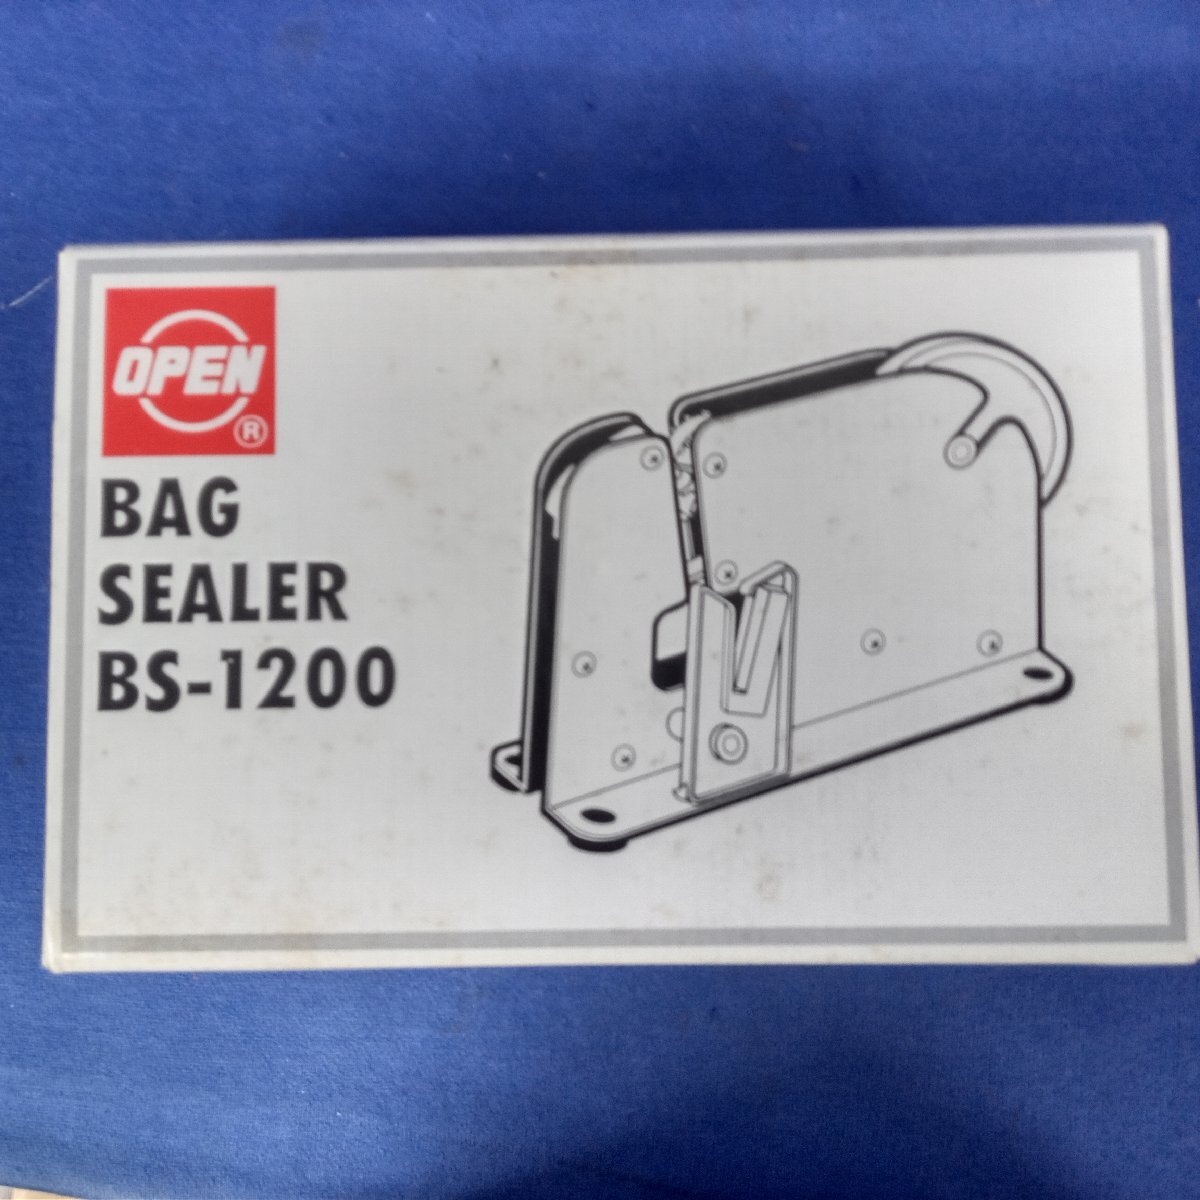 OPEN
®
BAG
SEALER
BS-1200